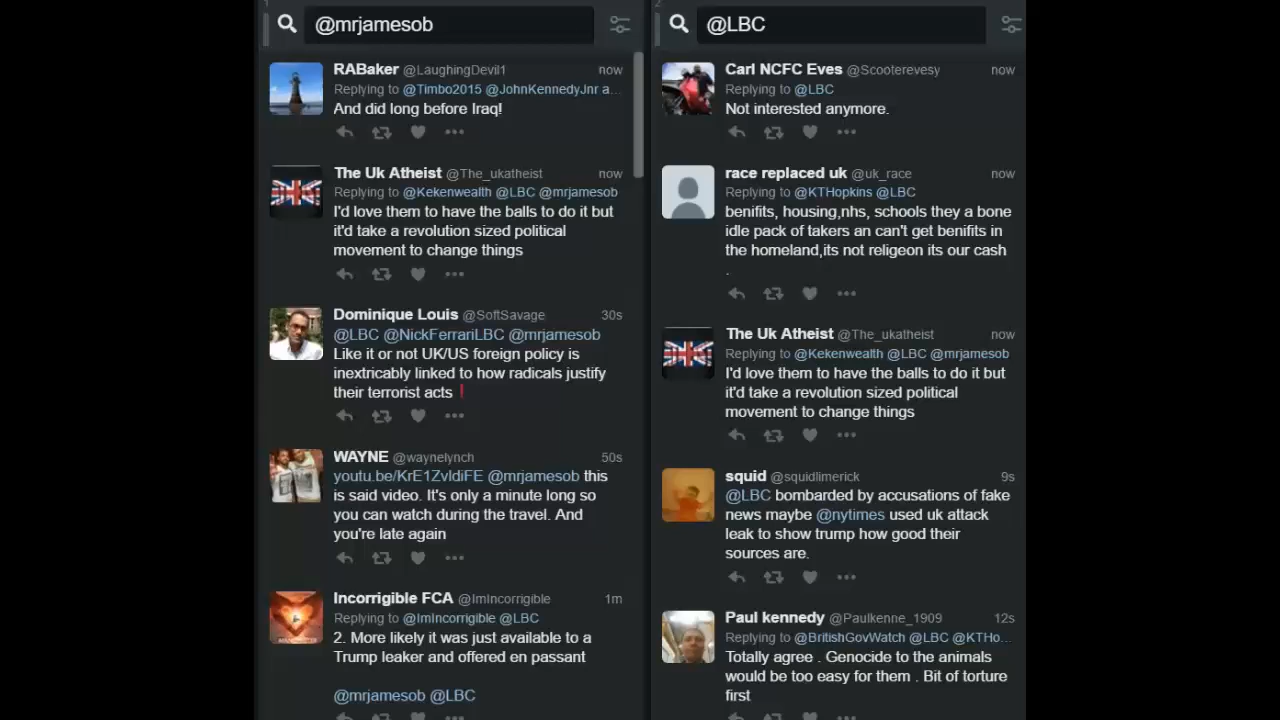 @mrjamesob
RABaker @LaughingDevil1 now
Replying to @Timbo2015 @JohnKennedyJnr a...
And did long before Iraq!
The Uk Atheist @The_ukatheist now
Replying to @Kekenwealth @LBC @mrjamesob
I'd love them to have the balls to do it but
it'd take a revolution sized political
movement to change things
Dominique Louis @SoftSavage 30s
@LBC @NickFerrariLBC @mrjamesob
Like it or not UK/US foreign policy is
inextricably linked to how radicals justify
their terrorist acts❗
WAYNE @waynelynch 50s
youtu.be/KrE1ZvldiFE @mrjamesob this
is said video. It's only a minute long so
you can watch during the travel. And
you're late again
Incorrigible FCA @ImIncorrigible 1m
Replying to @ImIncorrigible @LBC
2. More likely it was just available to a
Trump leaker and offered en passant
@mrjamesob @LBC
2
@LBC
Carl NCFC Eves @Scooterevesy now
Replying to @LBC
Not interested anymore.
race replaced uk @uk_race now
Replying to @KTHopkins @LBC
benifits, housing,nhs, schools they a bone
idle pack of takers an can't get benifits in
the homeland,its not religeon its our cash
.
The Uk Atheist @The_ukatheist now
Replying to @Kekenwealth @LBC @mrjamesob
I'd love them to have the balls to do it but
it'd take a revolution sized political
movement to change things
squid @squidlimerick 9s
@LBC bombarded by accusations of fake
news maybe @nytimes used uk attack
leak to show trump how good their
sources are.
Paul kennedy @Paulkenne_1909 12s
Replying to @BritishGovWatch @LBC @KTHo...
Totally agree . Genocide to the animals
would be too easy for them . Bit of torture
first